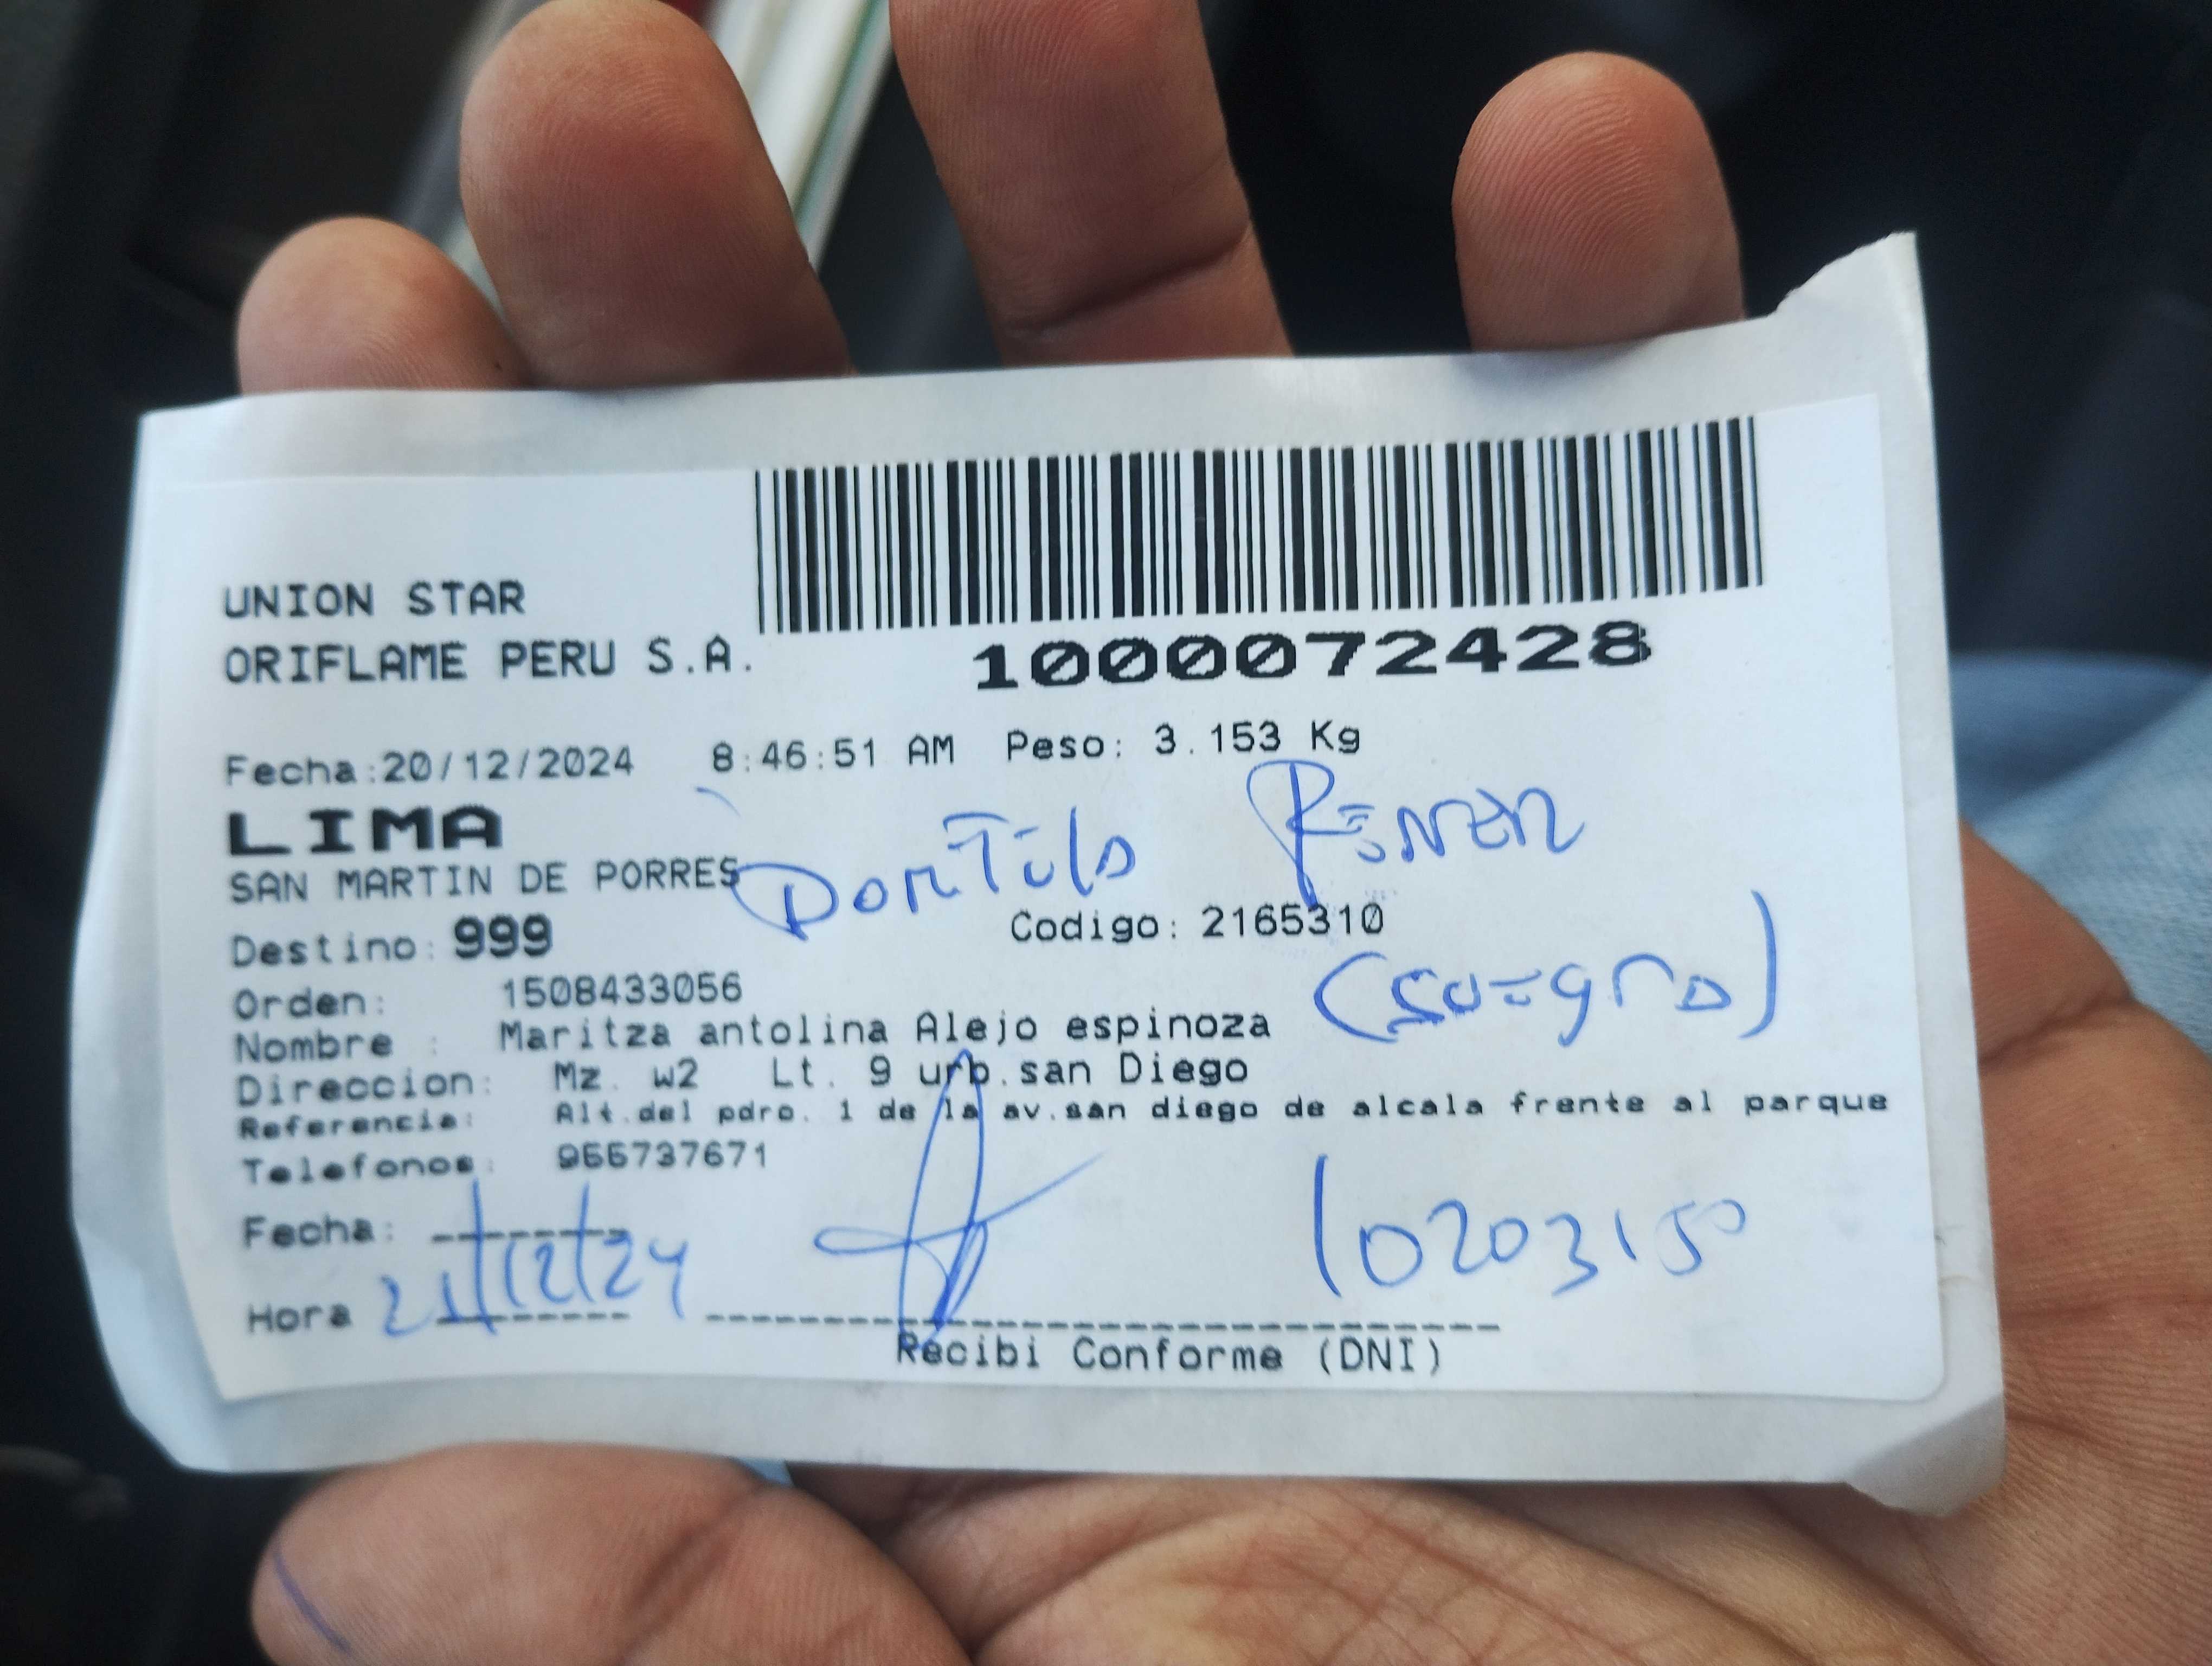 UNION STAR
ORIFLAME PERU S.A.
1000072428
Fecha:20/12/2024 8:46:51 AM Peso: 3.153 Kg
LIMA
SAN MARTIN DE PORRES
Destino: 999 Codigo: 2165310
(suegro)
Orden: 1508433056
Nombre : Maritza antolina Alejo espinoza
Direccion: Mz. w2 Lt. 9 urb.san Diego
Referencia: Alt.del pdro. 1 de la av.san diego de alcala frente al parque
Telefonos: 955737671
Fecha:
21/12/24 10203150
Hora
Recibi Conforme (DNI)